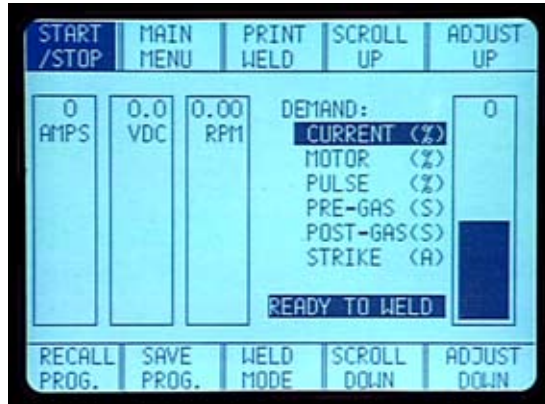 START MAIN PRINT SCROLL ADJUST
/STOP MENU WELD UP UP
0 0.0 0.00 DEMAND: 0
AMPS VDC RPM CURRENT (%)
MOTOR (%)
PULSE (%)
PRE-GAS (S)
POST-GAS(S)
STRIKE (A)
READY TO WELD
RECALL SAVE WELD SCROLL ADJUST
PROG. PROG. MODE DOWN DOWN